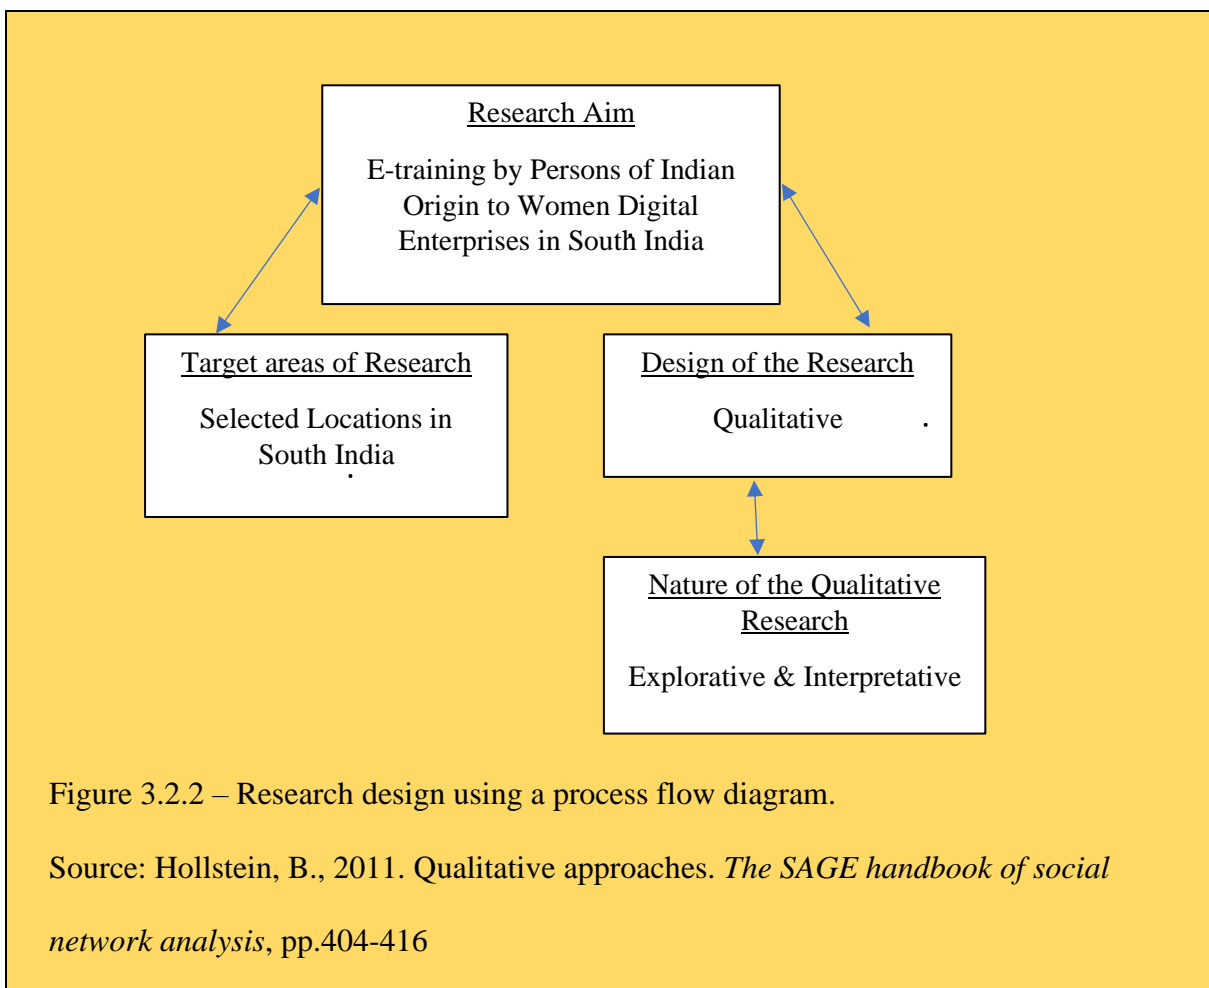 Research Aim
E-training by Persons of Indian
Origin to Women Digital
Enterprises in South India
Target areas of Research
Selected Locations in
South India
Design of the Research
Qualitative
Nature of the Qualitative
Research
Explorative & Interpretative
Figure 3.2.2 – Research design using a process flow diagram.
Source: Hollstein, B., 2011. Qualitative approaches. The SAGE handbook of social
network analysis, pp.404-416